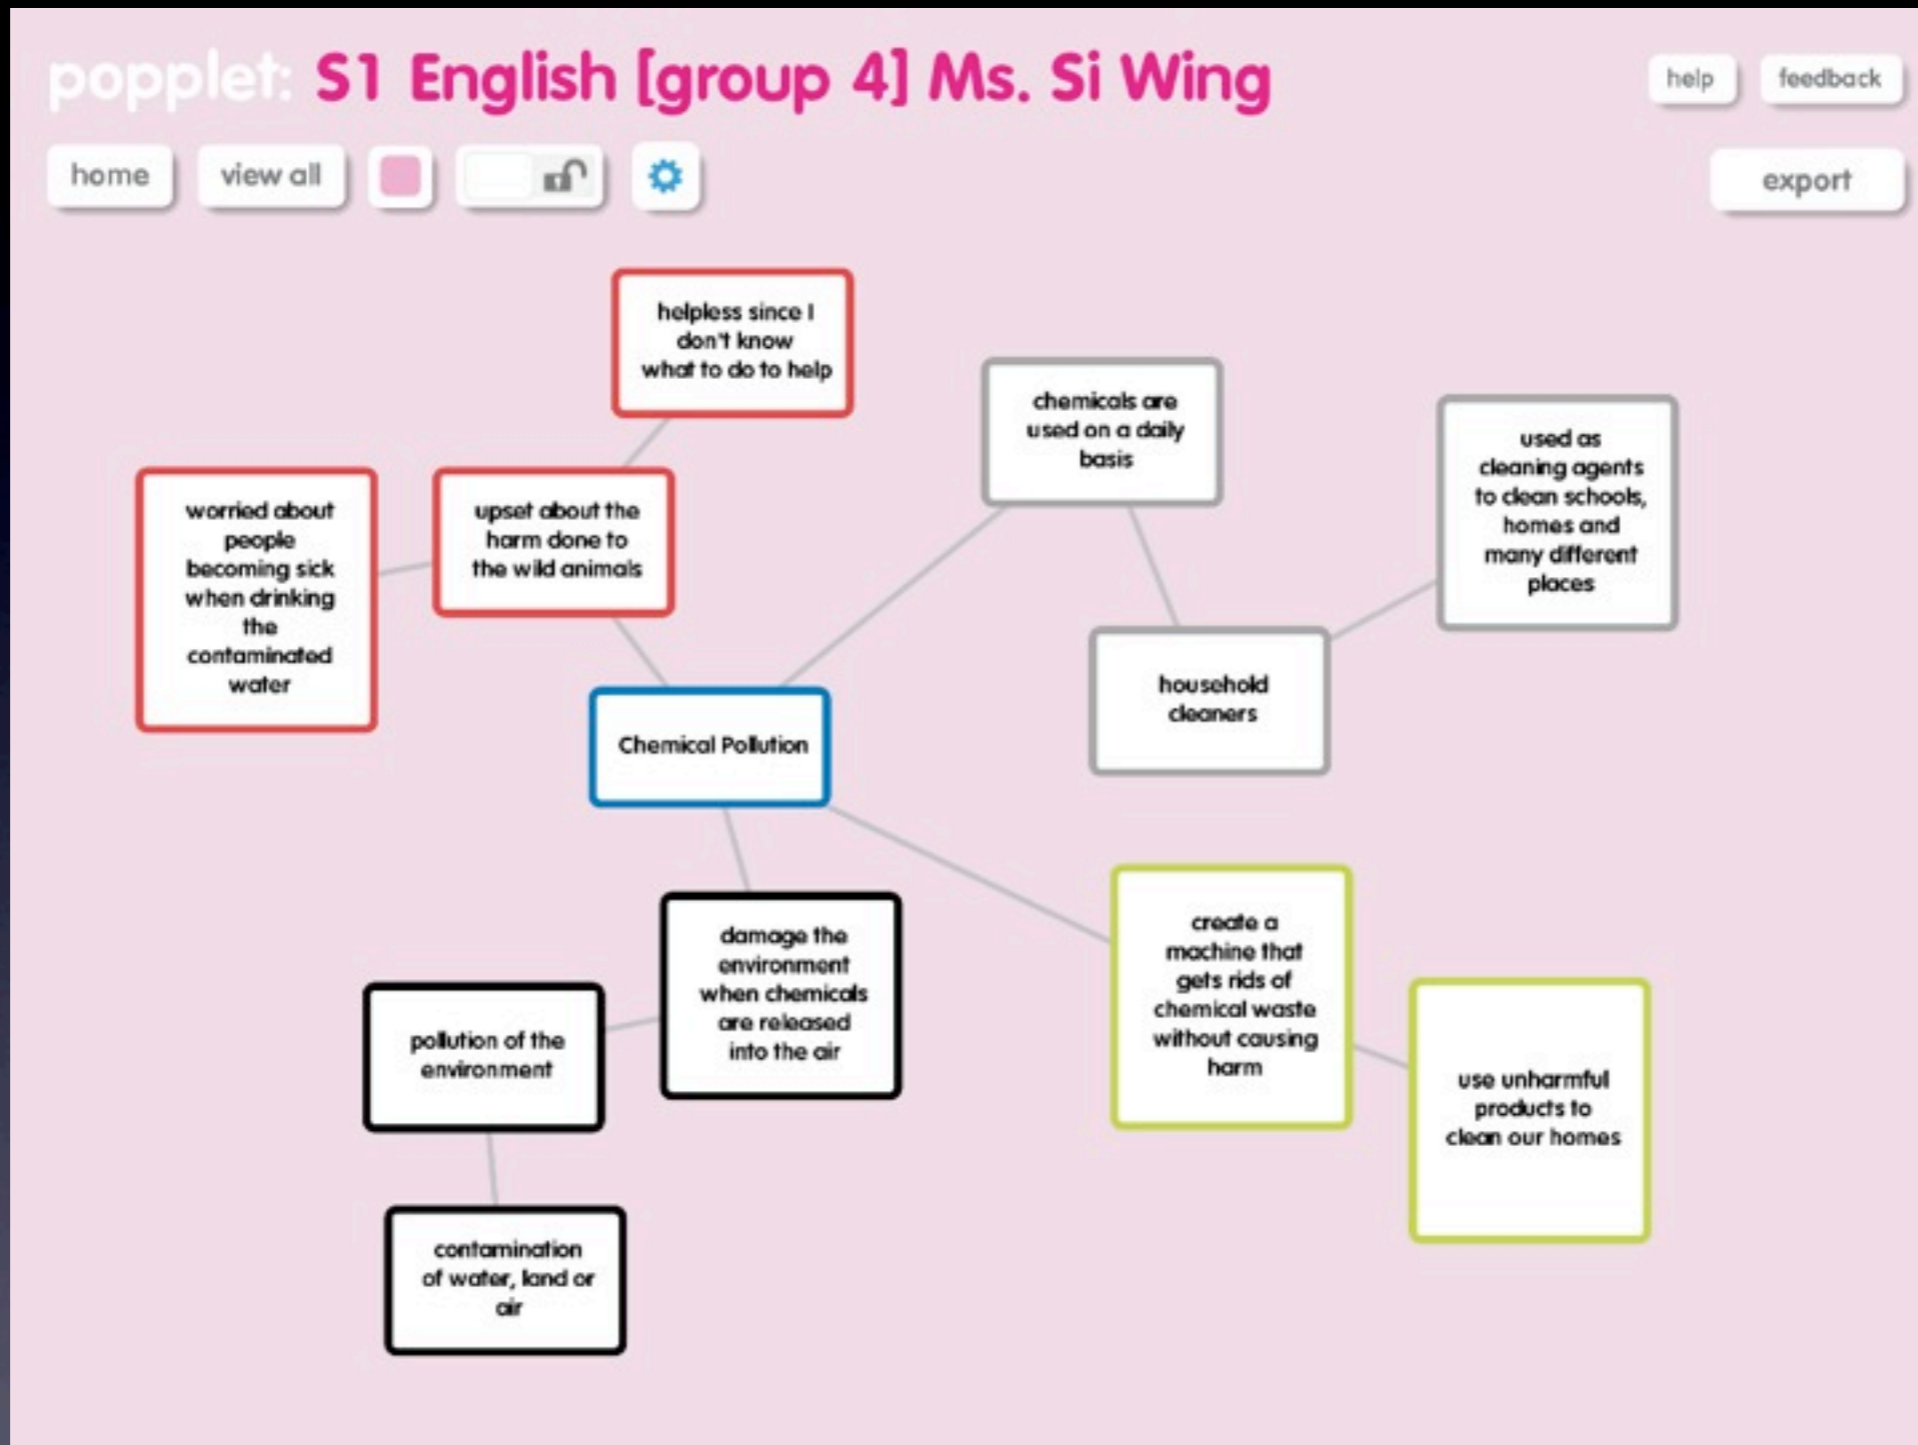 popplet: S1 English [group 4] Ms. Si Wing
help
feedback
home
view all
export
helpless since I
don't know
what to do to help
chemicals are
used on a daily
basis
used as
cleaning agents
to clean schools,
homes and
many different
places
worried about
people
becoming sick
when drinking
the
contaminated
water
upset about the
harm done to
the wild animals
household
cleaners
Chemical Pollution
damage the
environment
when chemicals
are released
into the air
create a
machine that
gets rids of
chemical waste
without causing
harm
pollution of the
environment
use unharmful
products to
clean our homes
contamination
of water, land or
air